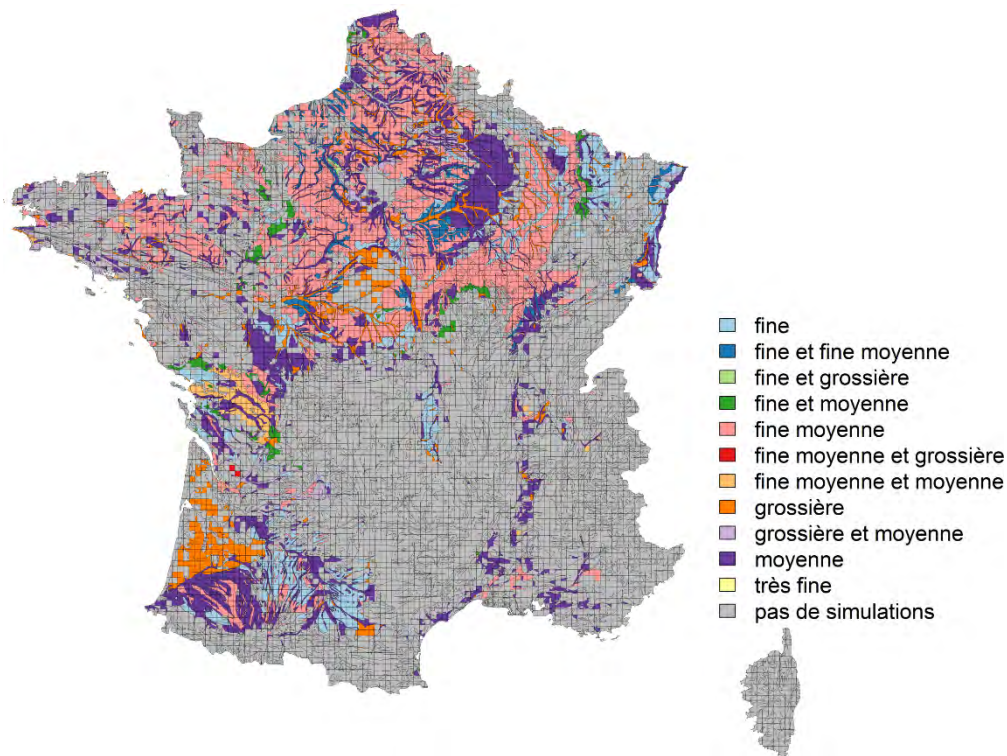 fine
fine et fine moyenne
fine et grossière
fine et moyenne
fine moyenne
fine moyenne et grossière
fine moyenne et moyenne
grossière
grossière et moyenne
moyenne
très fine
pas de simulations